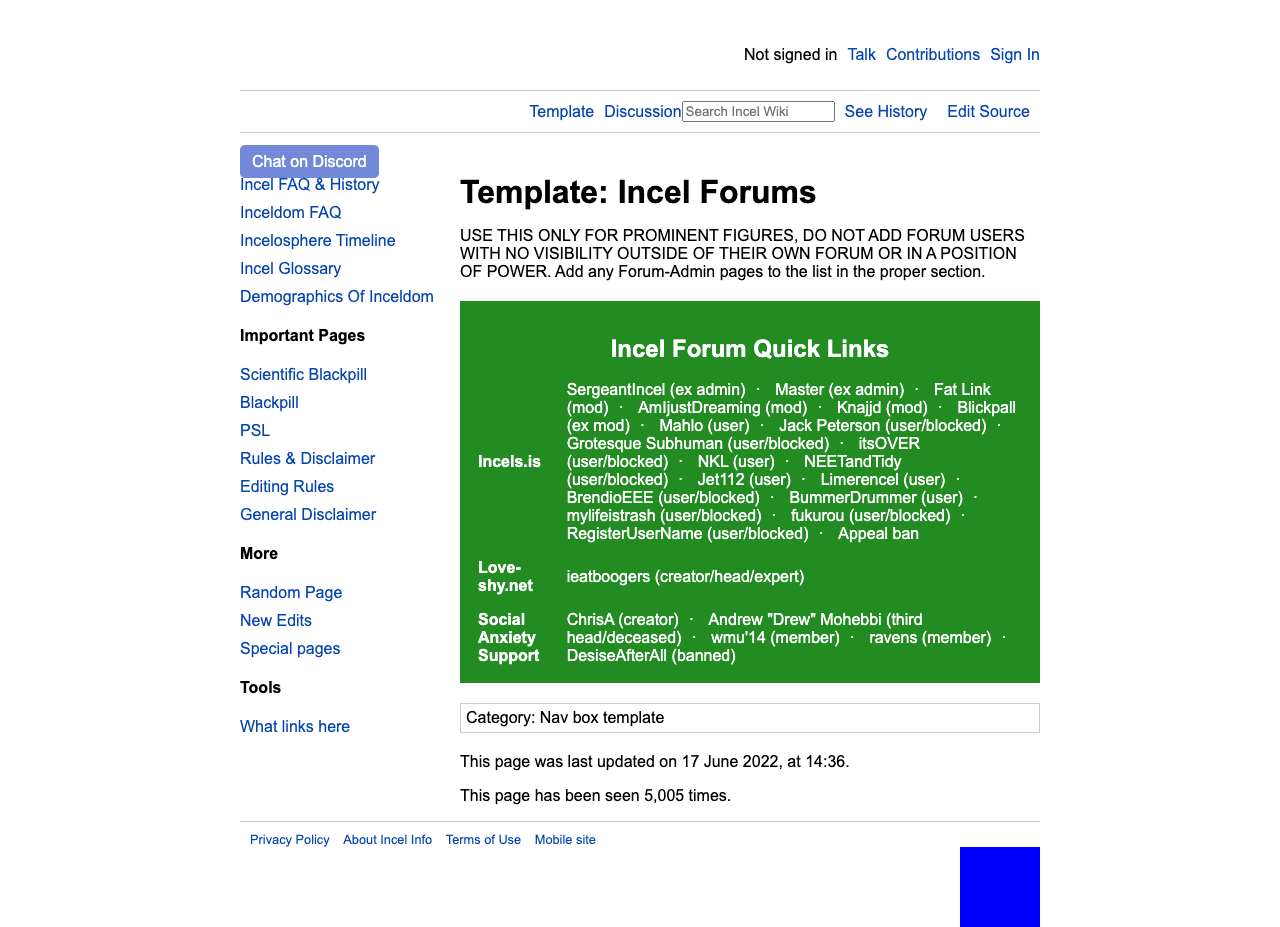 Not signed in Talk Contributions Sign In
Template Discussion Search Incel Wiki See History Edit Source
Chat on Discord
Incel FAQ & History
Inceldom FAQ
Incelosphere Timeline
Incel Glossary
Demographics Of Inceldom
Important Pages
Scientific Blackpill
Blackpill
PSL
Rules & Disclaimer
Editing Rules
General Disclaimer
More
Random Page
New Edits
Special pages
Tools
What links here
Template: Incel Forums
USE THIS ONLY FOR PROMINENT FIGURES, DO NOT ADD FORUM USERS
WITH NO VISIBILITY OUTSIDE OF THEIR OWN FORUM OR IN A POSITION
OF POWER. Add any Forum-Admin pages to the list in the proper section.
Incel Forum Quick Links
Incels.is
SergeantIncel (ex admin) · Master (ex admin) · Fat Link
(mod) · AmIjustDreaming (mod) · Knajjd (mod) · Blickpall
(ex mod) · Mahlo (user) · Jack Peterson (user/blocked) ·
Grotesque Subhuman (user/blocked) · itsOVER
(user/blocked) · NKL (user) · NEETandTidy
(user/blocked) · Jet112 (user) · Limerencel (user) ·
BrendioEEE (user/blocked) · BummerDrummer (user) ·
mylifeistrash (user/blocked) · fukurou (user/blocked) ·
RegisterUserName (user/blocked) · Appeal ban
Love-
shy.net
ieatboogers (creator/head/expert)
Social
Anxiety
Support
ChrisA (creator) · Andrew "Drew" Mohebbi (third
head/deceased) · wmu'14 (member) · ravens (member) ·
DesiseAfterAll (banned)
Category: Nav box template
This page was last updated on 17 June 2022, at 14:36.
This page has been seen 5,005 times.
Privacy Policy About Incel Info Terms of Use Mobile site